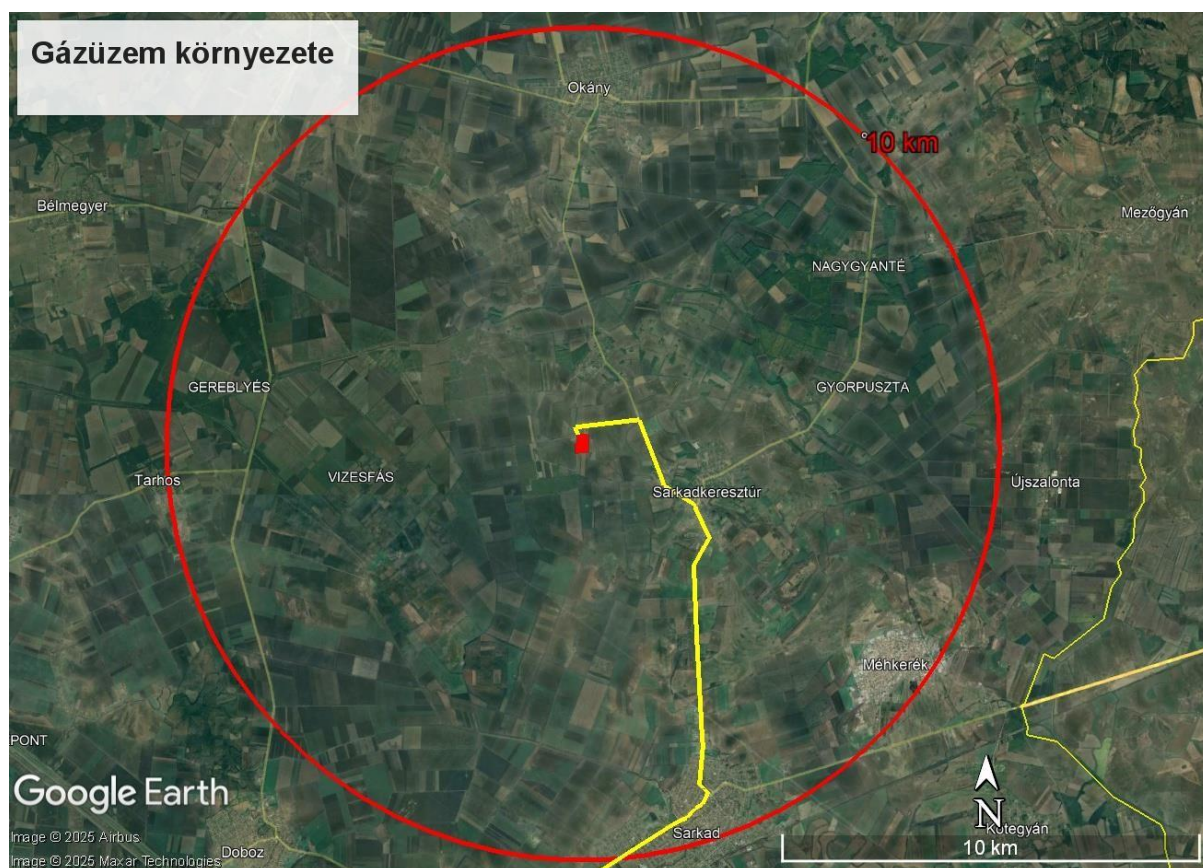 Gázüzem környezete
Okány
10 km
Bélmegyer
Mezőgyán
NAGYGYANTÉ
GEREBLYÉS
GYORPUSZTA
Tarhos
VIZESFÁS
Sarkadkeresztúr
Újszalonta
Méhkerék
PONT
Google Earth
N
Kötegyán
Image © 2025 Airbus
Sarkad
10 km
Doboz
Image © 2025 Maxar Technologies